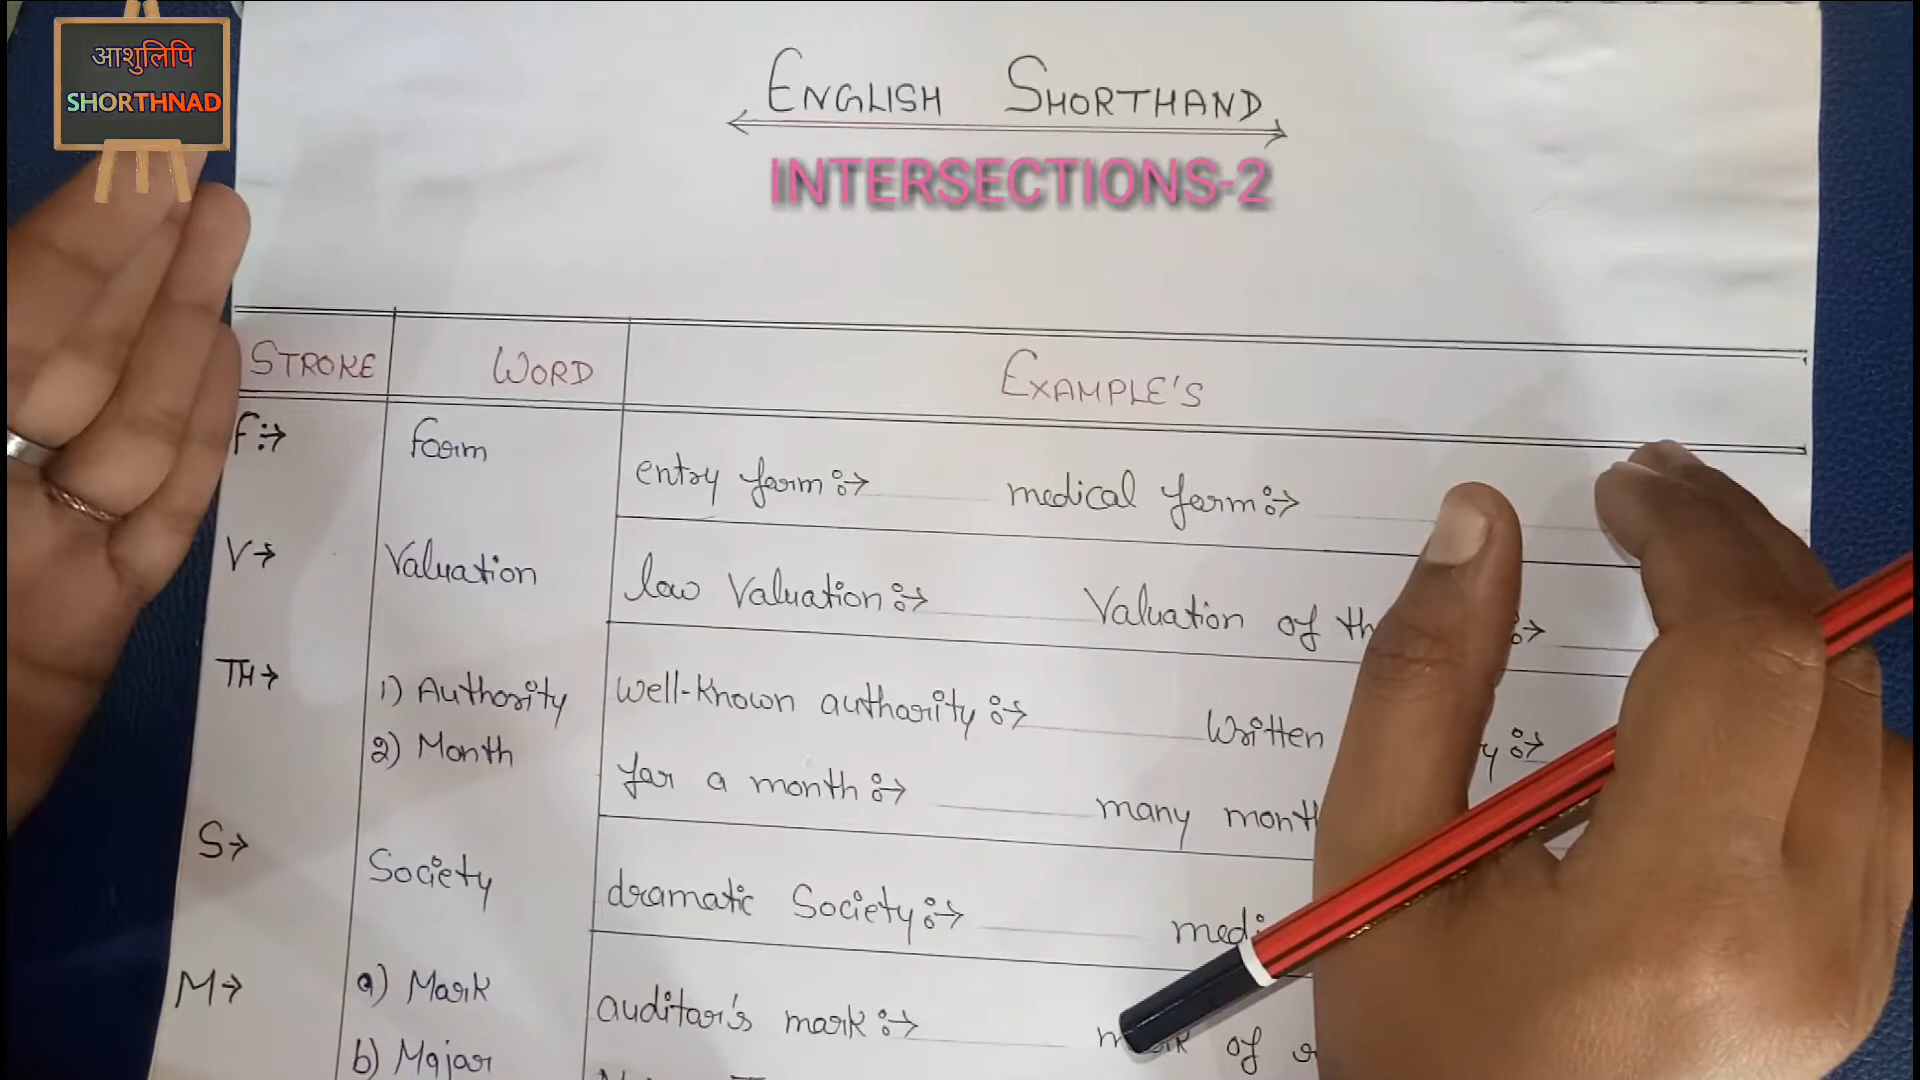 आशुलिपि
SHORTHNAD
ENGLISH SHORTHAND
INTERSECTIONS-2
STROKE WORD EXAMPLE'S
F:→ form entry form:→ medical form:→
V→ Valuation low Valuation:→ Valuation of :→
TH→ 1) Authority well-known authority:→ Written :→
2) Month for a month:→ many
S→ Society dramatic Society:→
M→ a) Mark auditor's mark:→ of
b) Major